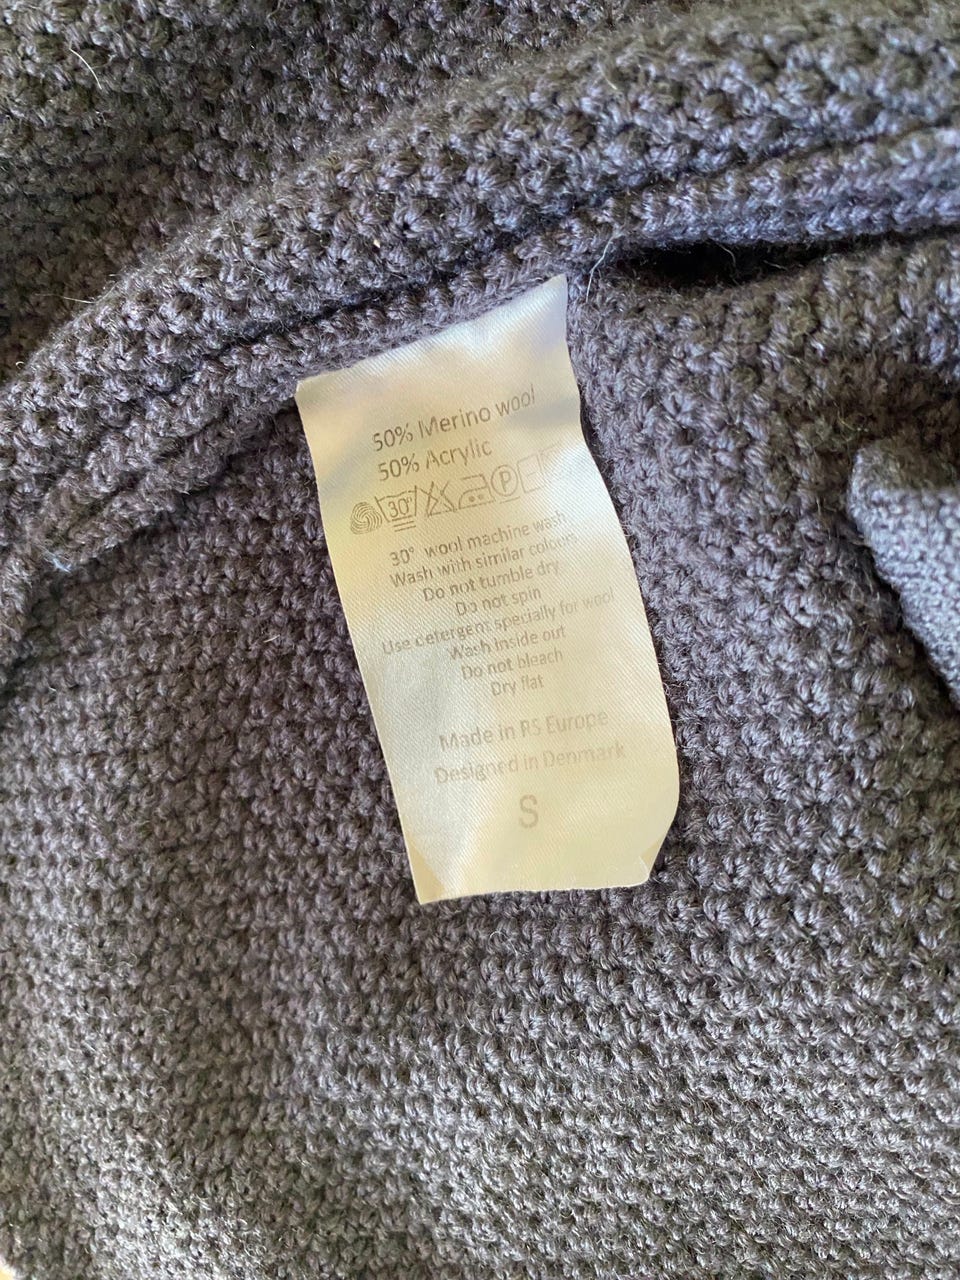 50% Merino wool
50% Acrylic
30° P
30° wool machine wash
Wash with similar colours
Do not tumble dry
Do not spin
Use detergent specially for wool
Wash Inside out
Do not bleach
Dry flat
Made in RS Europe
Designed in Denmark
S